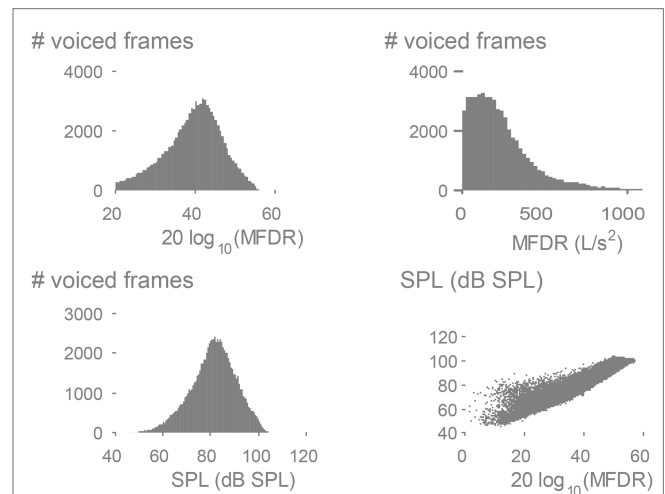 # voiced frames
4000
2000
0
20 40 60
20 log10(MFDR)
# voiced frames
4000
2000
0
0 500 1000
MFDR (L/s²)
# voiced frames
3000
2000
1000
0
40 60 80 100 120
SPL (dB SPL)
SPL (dB SPL)
120
100
80
60
40
0 20 40 60
20 log10(MFDR)